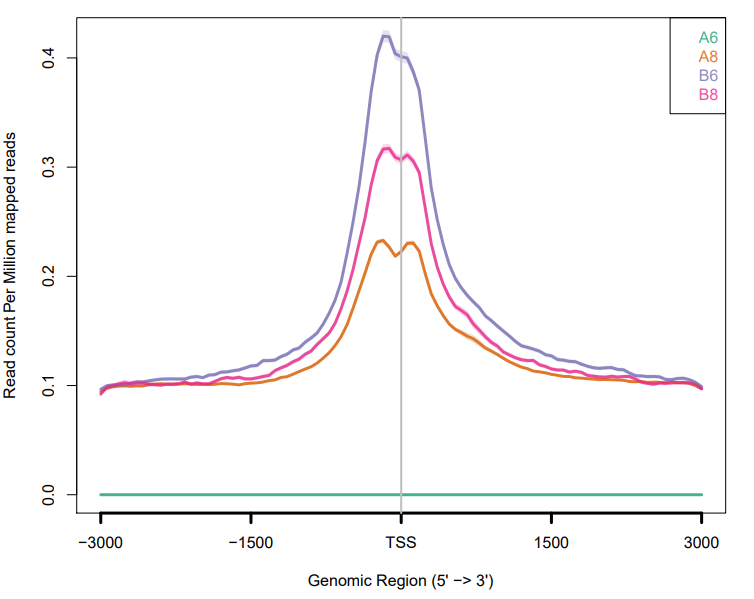 Read count Per Million mapped reads
0.4
0.3
0.2
0.1
0.0
A6
A8
B6
B8
−3000
−1500
TSS
1500
3000
Genomic Region (5' −> 3')